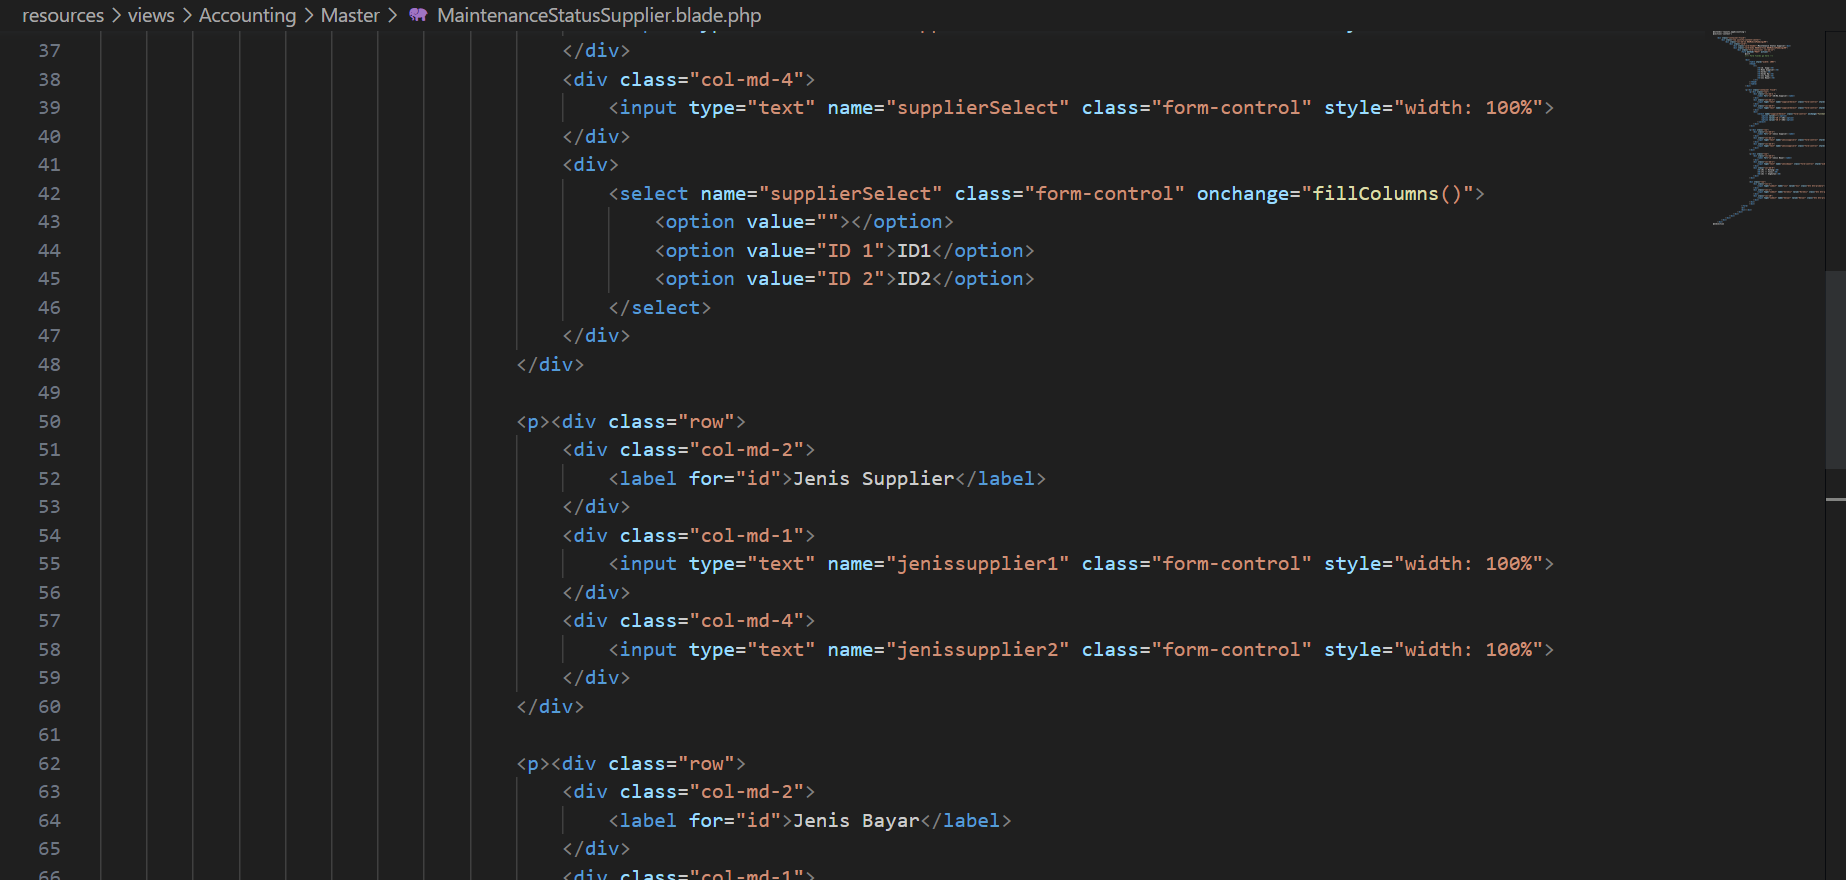 resources > views > Accounting > Master > MaintenanceStatusSupplier.blade.php
37 </div>
38 <div class="col-md-4">
39 <input type="text" name="supplierSelect" class="form-control" style="width: 100%">
40 </div>
41 <div>
42 <select name="supplierSelect" class="form-control" onchange="fillColumns()">
43 <option value=""></option>
44 <option value="ID 1">ID1</option>
45 <option value="ID 2">ID2</option>
46 </select>
47 </div>
48 </div>
49
50 <p><div class="row">
51 <div class="col-md-2">
52 <label for="id">Jenis Supplier</label>
53 </div>
54 <div class="col-md-1">
55 <input type="text" name="jenissupplier1" class="form-control" style="width: 100%">
56 </div>
57 <div class="col-md-4">
58 <input type="text" name="jenissupplier2" class="form-control" style="width: 100%">
59 </div>
60 </div>
61
62 <p><div class="row">
63 <div class="col-md-2">
64 <label for="id">Jenis Bayar</label>
65 </div>
66 <div class="col-md-1">